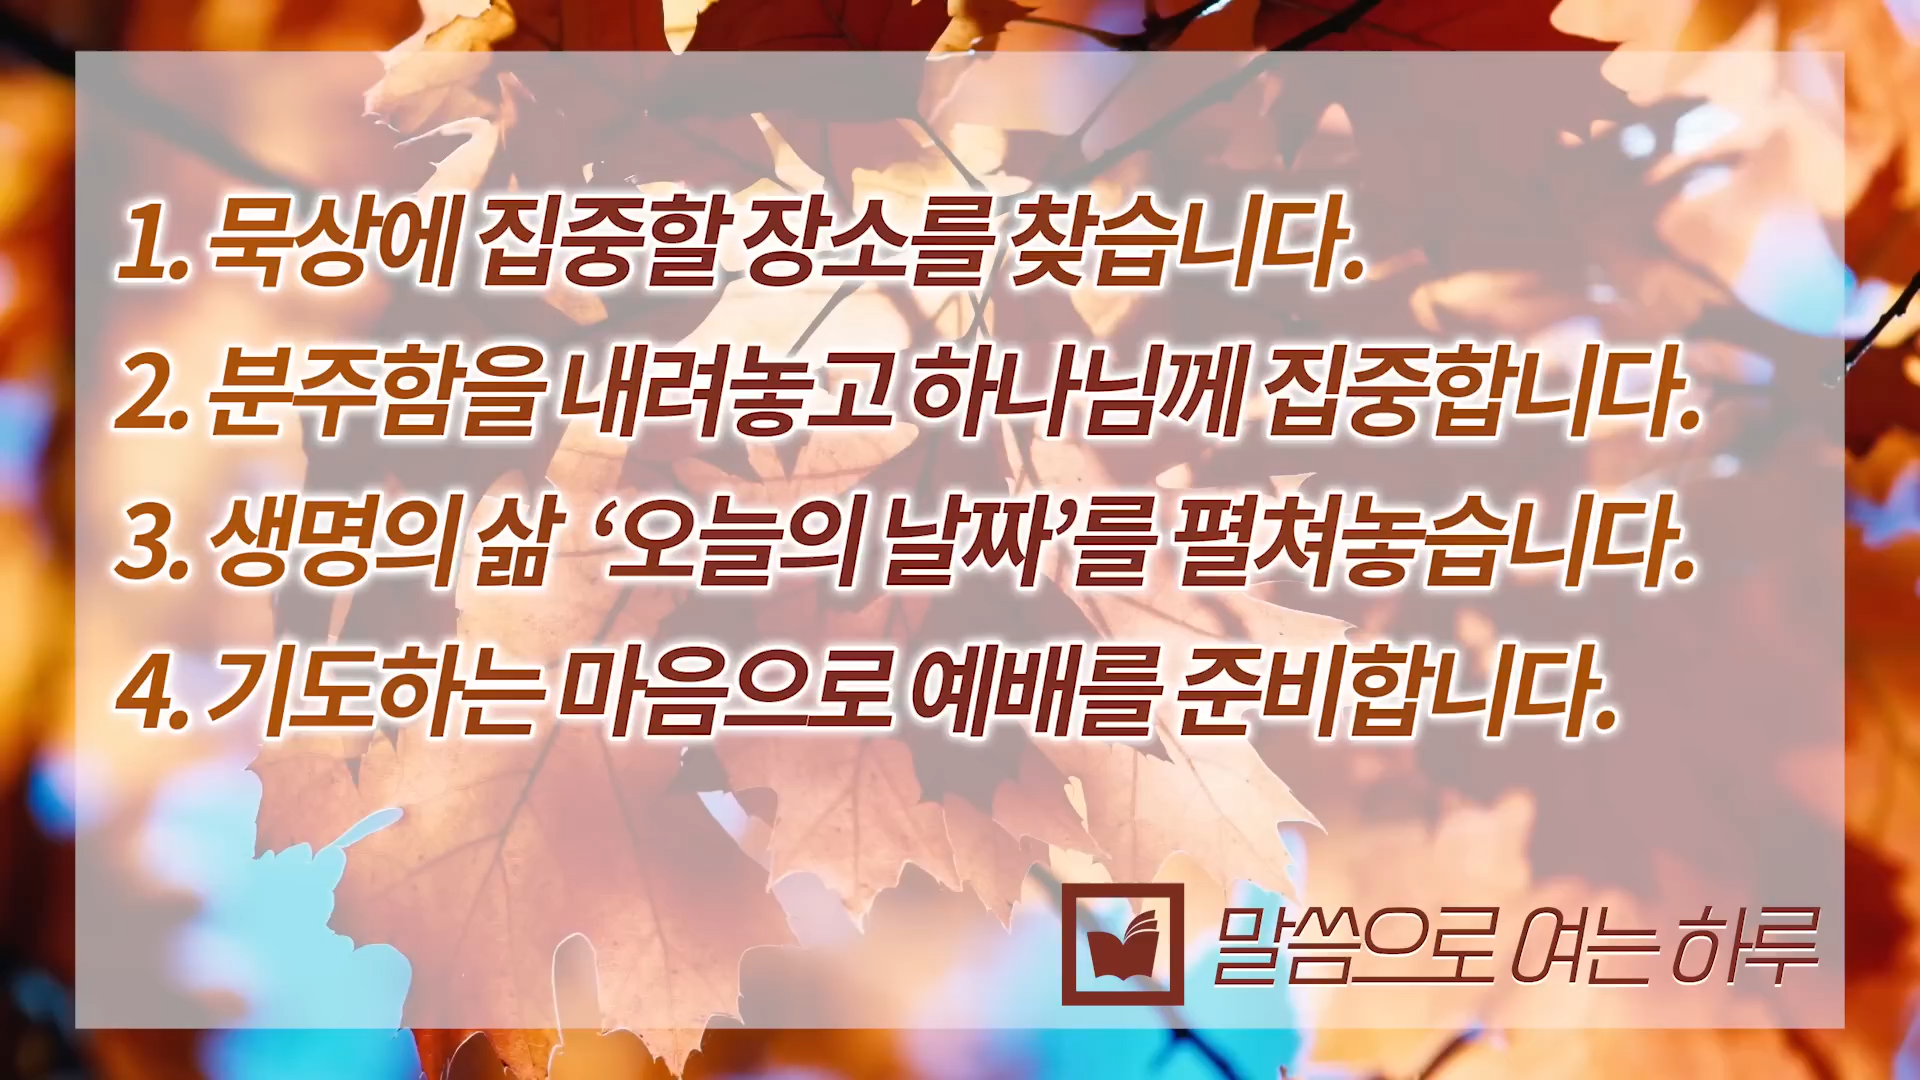 1. 묵상에 집중할 장소를 찾습니다.
2. 분주함을 내려놓고 하나님께 집중합니다.
3. 생명의 삶 ‘오늘의 날짜’를 펼쳐놓습니다.
4. 기도하는 마음으로 예배를 준비합니다.
말씀으로 여는 하루